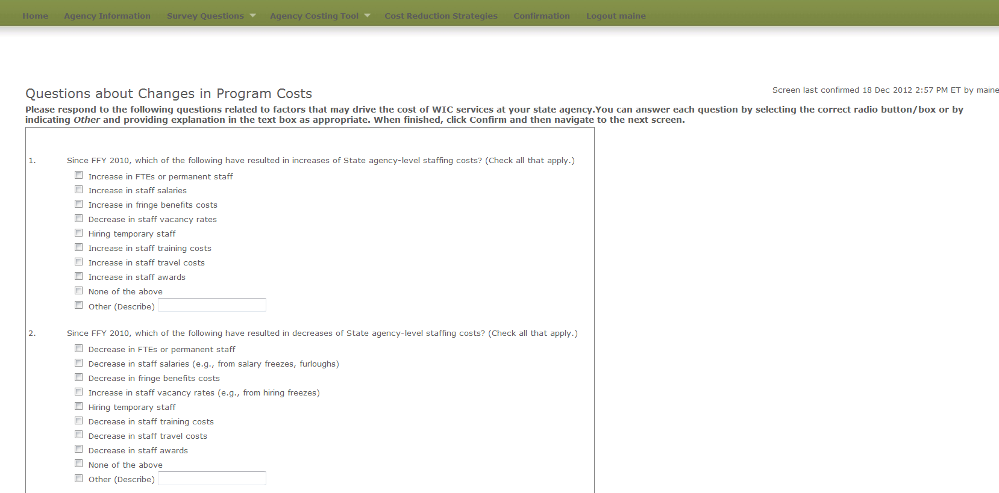 Home Agency Information Survey Questions Agency Costing Tool Cost Reduction Strategies Confirmation Logout maine
Screen last confirmed 18 Dec 2012 2:57 PM ET by maine
Questions about Changes in Program Costs
Please respond to the following questions related to factors that may drive the cost of WIC services at your state agency.You can answer each question by selecting the correct radio button/box or by
indicating Other and providing explanation in the text box as appropriate. When finished, click Confirm and then navigate to the next screen.
1. Since FFY 2010, which of the following have resulted in increases of State agency-level staffing costs? (Check all that apply.)
Increase in FTEs or permanent staff
Increase in staff salaries
Increase in fringe benefits costs
Decrease in staff vacancy rates
Hiring temporary staff
Increase in staff training costs
Increase in staff travel costs
Increase in staff awards
None of the above
Other (Describe)
2. Since FFY 2010, which of the following have resulted in decreases of State agency-level staffing costs? (Check all that apply.)
Decrease in FTEs or permanent staff
Decrease in staff salaries (e.g., from salary freezes, furloughs)
Decrease in fringe benefits costs
Increase in staff vacancy rates (e.g., from hiring freezes)
Hiring temporary staff
Decrease in staff training costs
Decrease in staff travel costs
Decrease in staff awards
None of the above
Other (Describe)